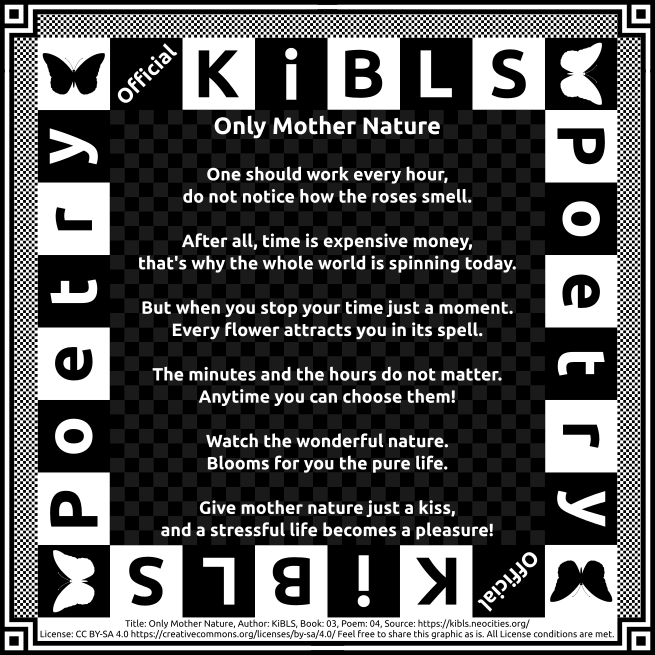 Official KiBLS
Poetry
Poetry
Only Mother Nature
One should work every hour,
do not notice how the roses smell.
After all, time is expensive money,
that's why the whole world is spinning today.
But when you stop your time just a moment.
Every flower attracts you in its spell.
The minutes and the hours do not matter.
Anytime you can choose them!
Watch the wonderful nature.
Blooms for you the pure life.
Give mother nature just a kiss,
and a stressful life becomes a pleasure!
Official KiBLS
Title: Only Mother Nature, Author: KiBLS, Book: 03, Poem: 04, Source: https://kibls.neocities.org/
License: CC BY-SA 4.0 https://creativecommons.org/licenses/by-sa/4.0/ Feel free to share this graphic as is. All License conditions are met.